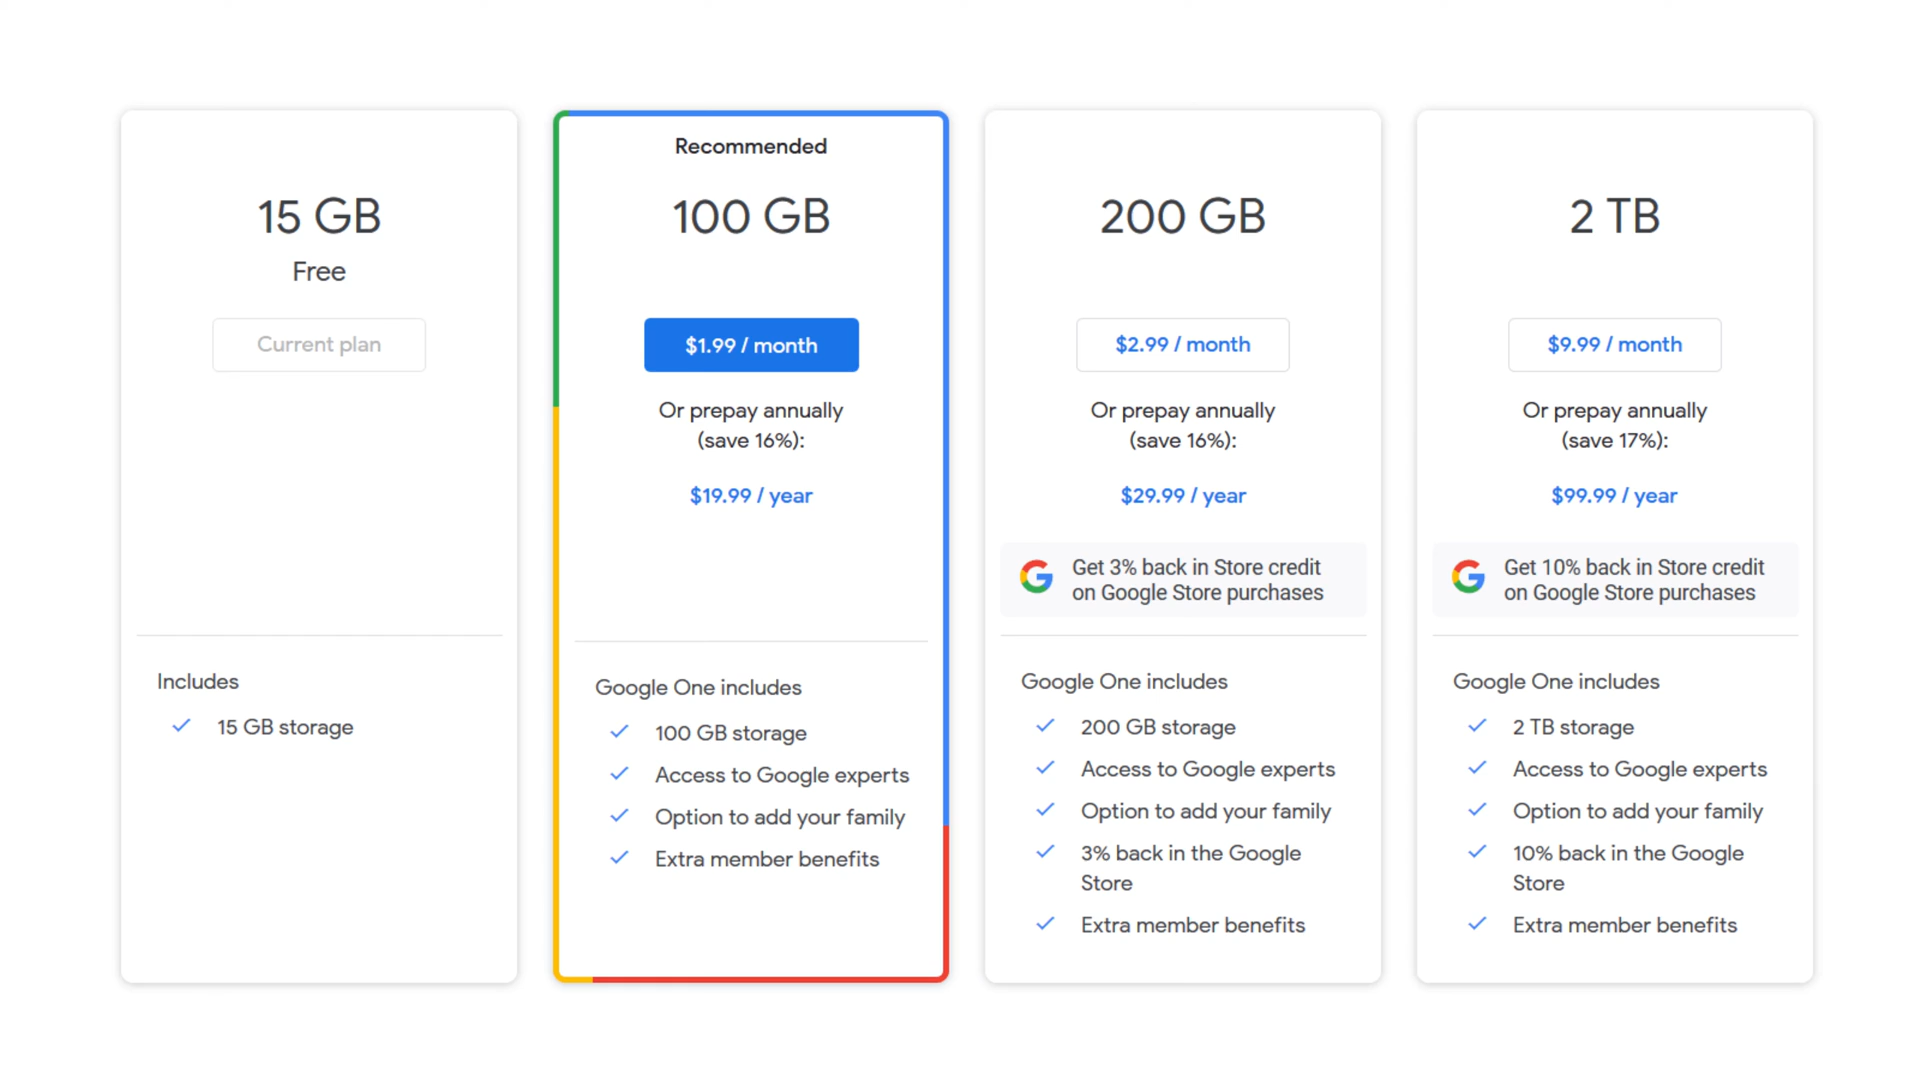 15 GB
Free
Current plan
Includes
15 GB storage
Recommended
100 GB
$1.99 / month
Or prepay annually
(save 16%):
$19.99 / year
Google One includes
100 GB storage
Access to Google experts
Option to add your family
Extra member benefits
200 GB
$2.99 / month
Or prepay annually
(save 16%):
$29.99 / year
Get 3% back in Store credit
on Google Store purchases
Google One includes
200 GB storage
Access to Google experts
Option to add your family
3% back in the Google
Store
Extra member benefits
2 TB
$9.99 / month
Or prepay annually
(save 17%):
$99.99 / year
Get 10% back in Store credit
on Google Store purchases
Google One includes
2 TB storage
Access to Google experts
Option to add your family
10% back in the Google
Store
Extra member benefits